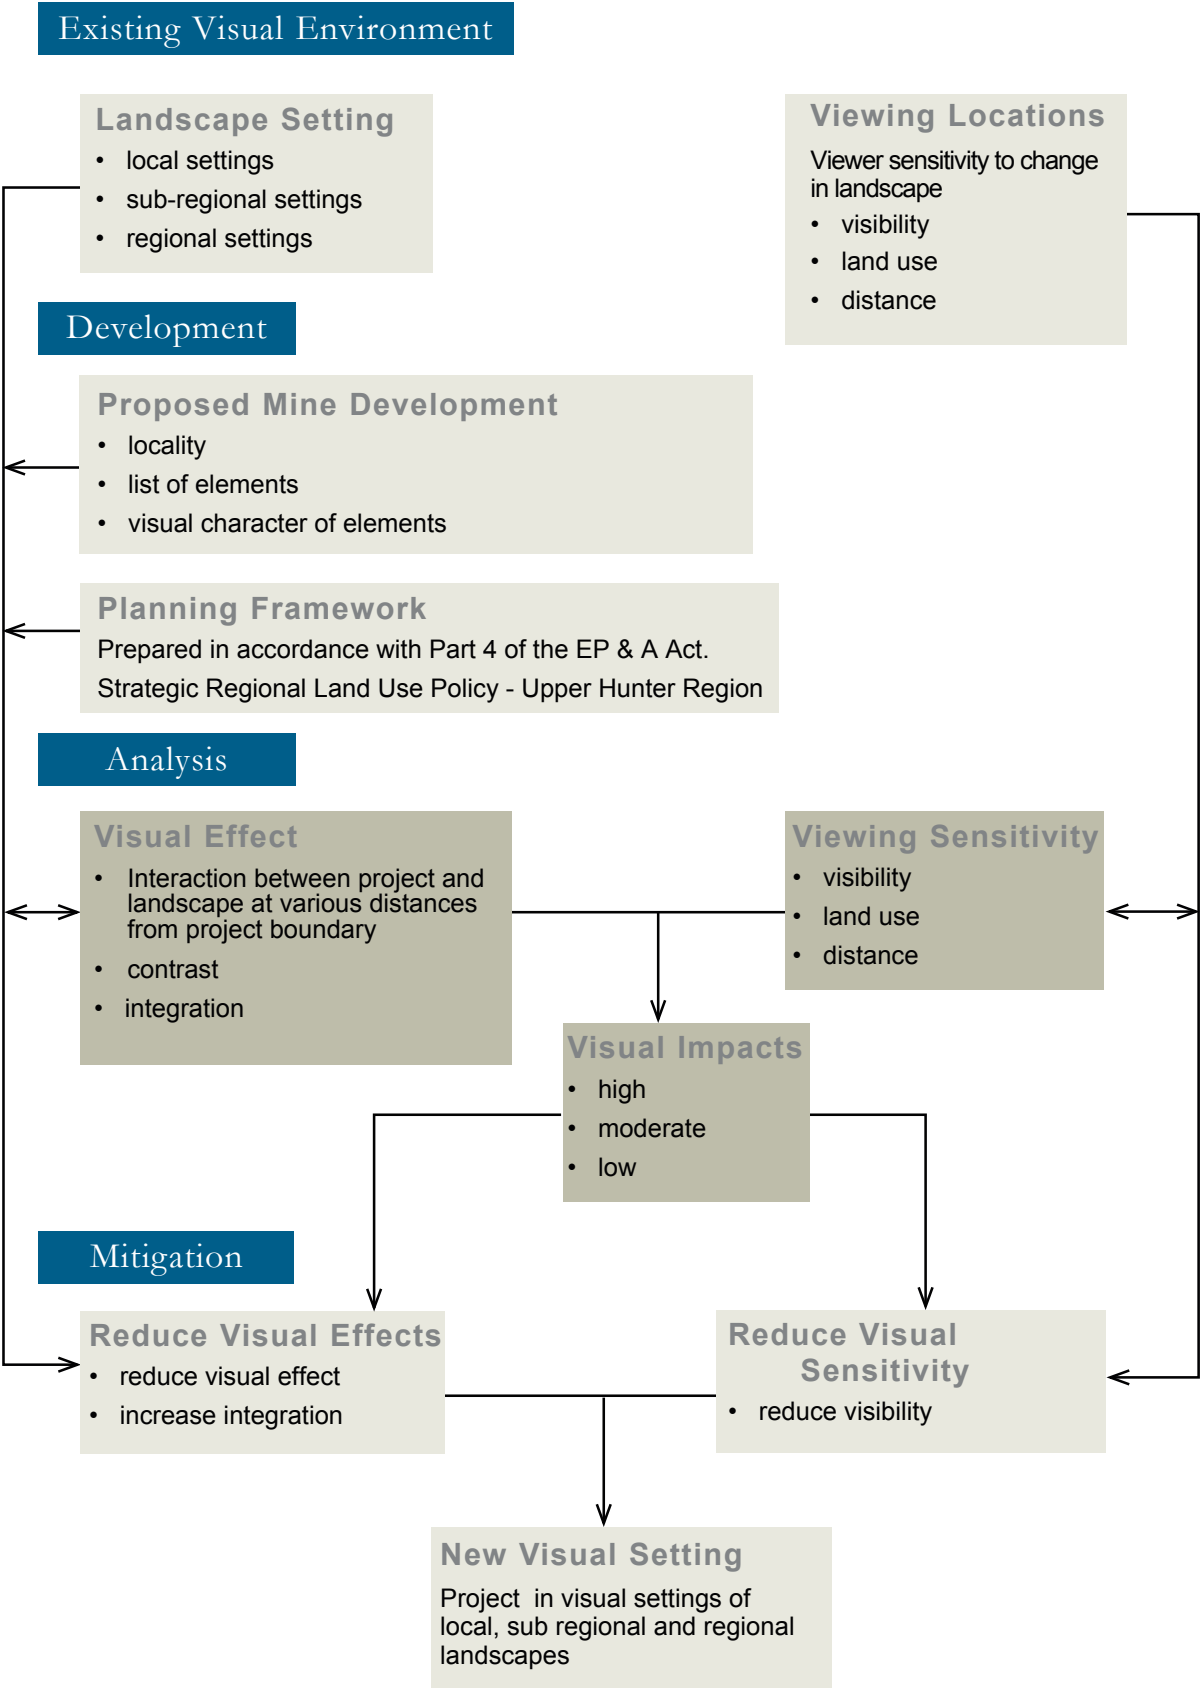 Existing Visual Environment
Landscape Setting
• local settings
• sub-regional settings
• regional settings
Viewing Locations
Viewer sensitivity to change
in landscape
• visibility
• land use
• distance
Development
Proposed Mine Development
• locality
• list of elements
• visual character of elements
Planning Framework
Prepared in accordance with Part 4 of the EP & A Act.
Strategic Regional Land Use Policy - Upper Hunter Region
Analysis
Visual Effect
• Interaction between project and
landscape at various distances
from project boundary
• contrast
• integration
Viewing Sensitivity
• visibility
• land use
• distance
Visual Impacts
• high
• moderate
• low
Mitigation
Reduce Visual Effects
• reduce visual effect
• increase integration
Reduce Visual
Sensitivity
• reduce visibility
New Visual Setting
Project in visual settings of
local, sub regional and regional
landscapes